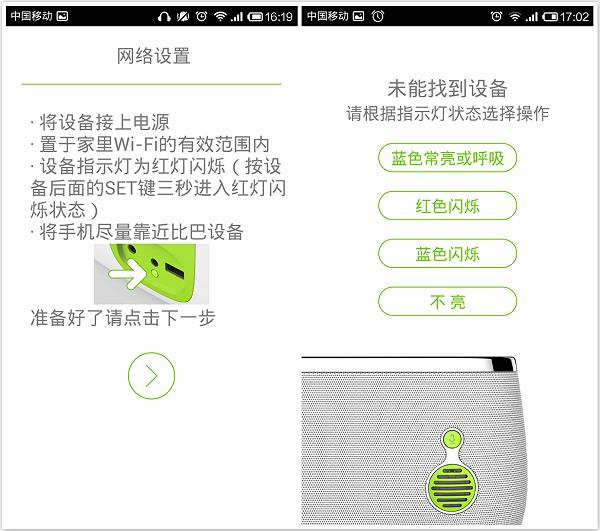 中国移动 16:19
网络设置
· 将设备接上电源
· 置于家里Wi-Fi的有效范围内
· 设备指示灯为红灯闪烁（按设
备后面的SET键三秒进入红灯闪
烁状态）
· 将手机尽量靠近比巴设备
准备好了请点击下一步
中国移动 17:02
未能找到设备
请根据指示灯状态选择操作
蓝色常亮或呼吸
红色闪烁
蓝色闪烁
不 亮